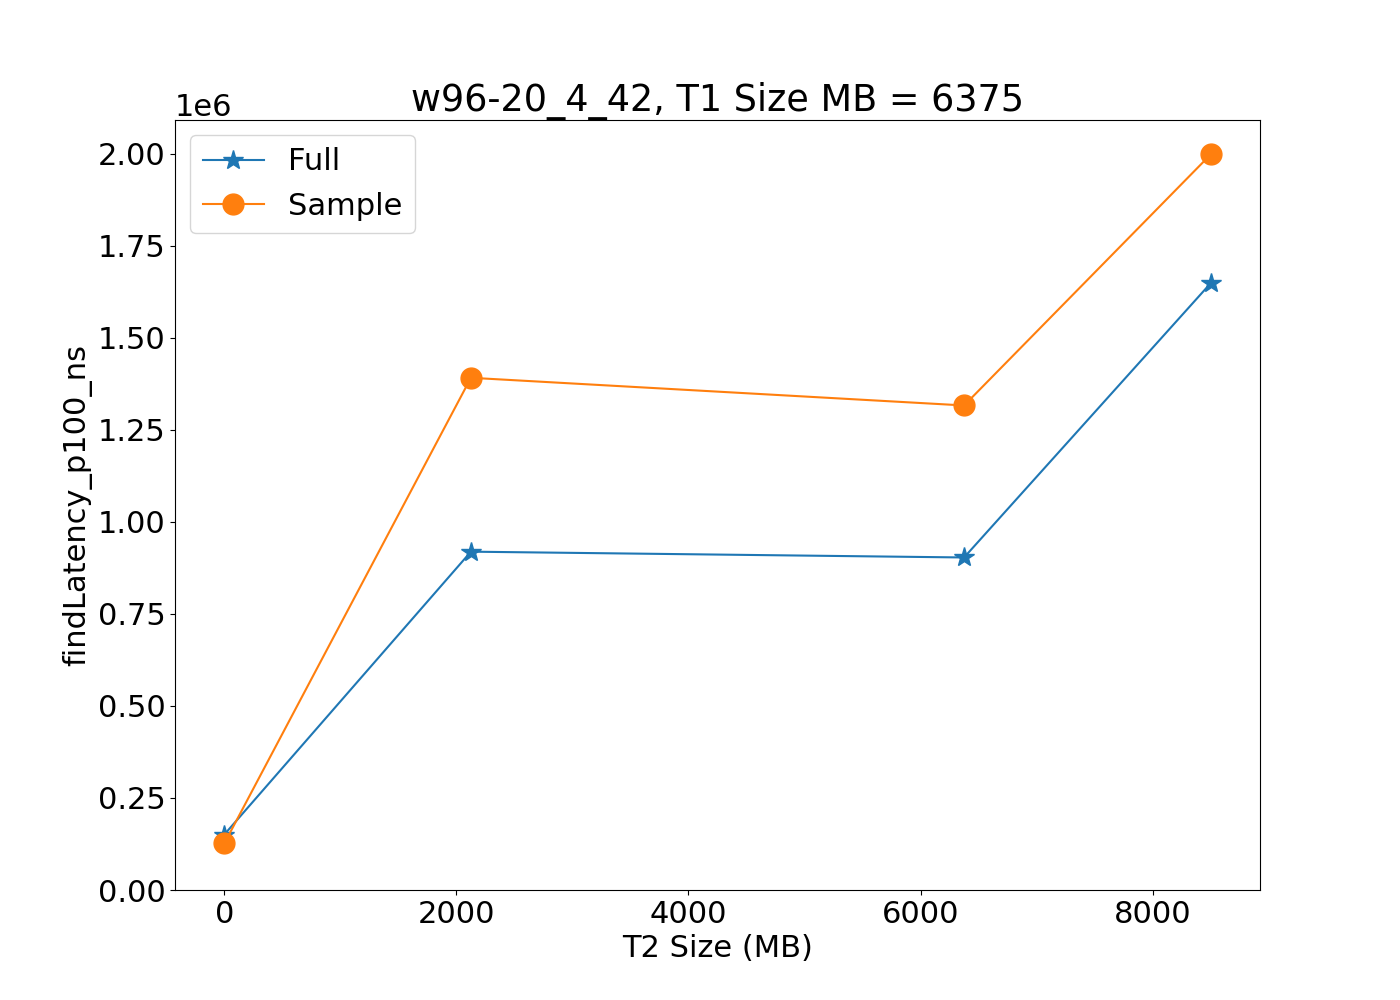 w96-20_4_42, T1 Size MB = 6375
1e6
Full
Sample
2.00
1.75
1.50
1.25
1.00
0.75
0.50
0.25
0.00
findLatency_p100_ns
0 2000 4000 6000 8000
T2 Size (MB)